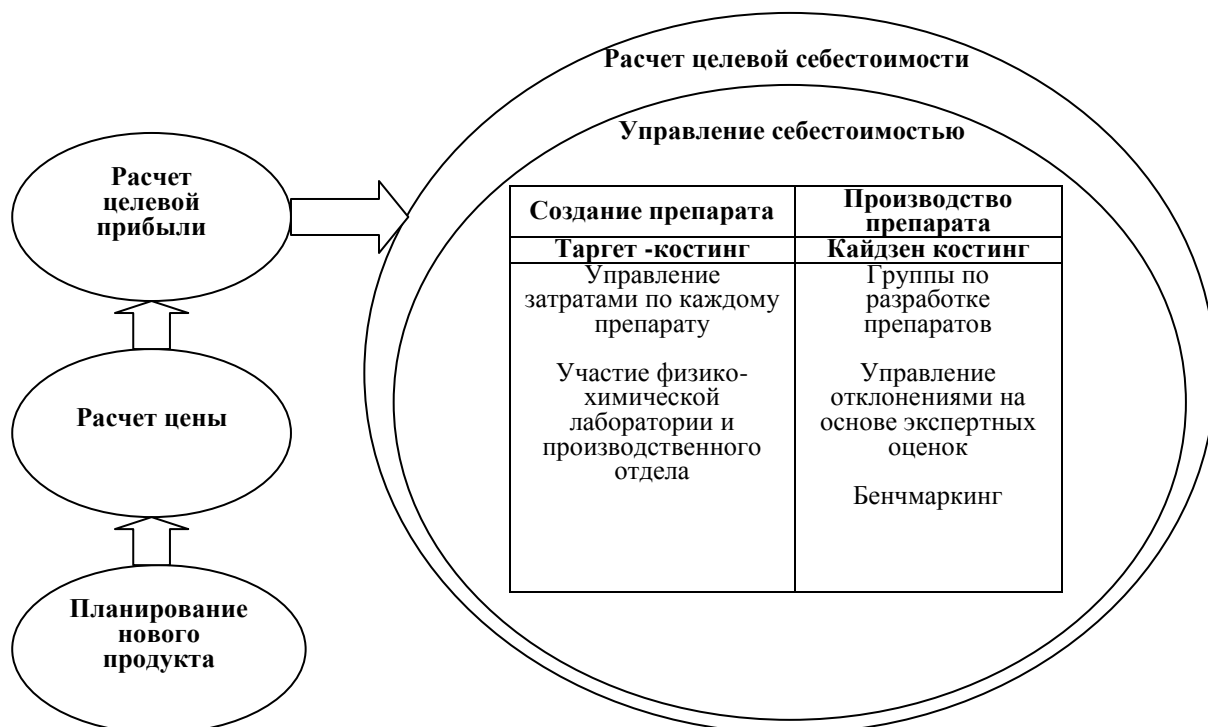 Расчет целевой себестоимости
Управление себестоимостью
Расчет
целевой
прибыли
Расчет цены
Планирование
нового
продукта
Создание препарата
Производство
препарата
Таргет -костинг
Кайдзен костинг
Управление
затратами по каждому
препарату
Участие физико-
химической
лаборатории и
производственного
отдела
Группы по
разработке
препаратов
Управление
отклонениями на
основе экспертных
оценок
Бенчмаркинг